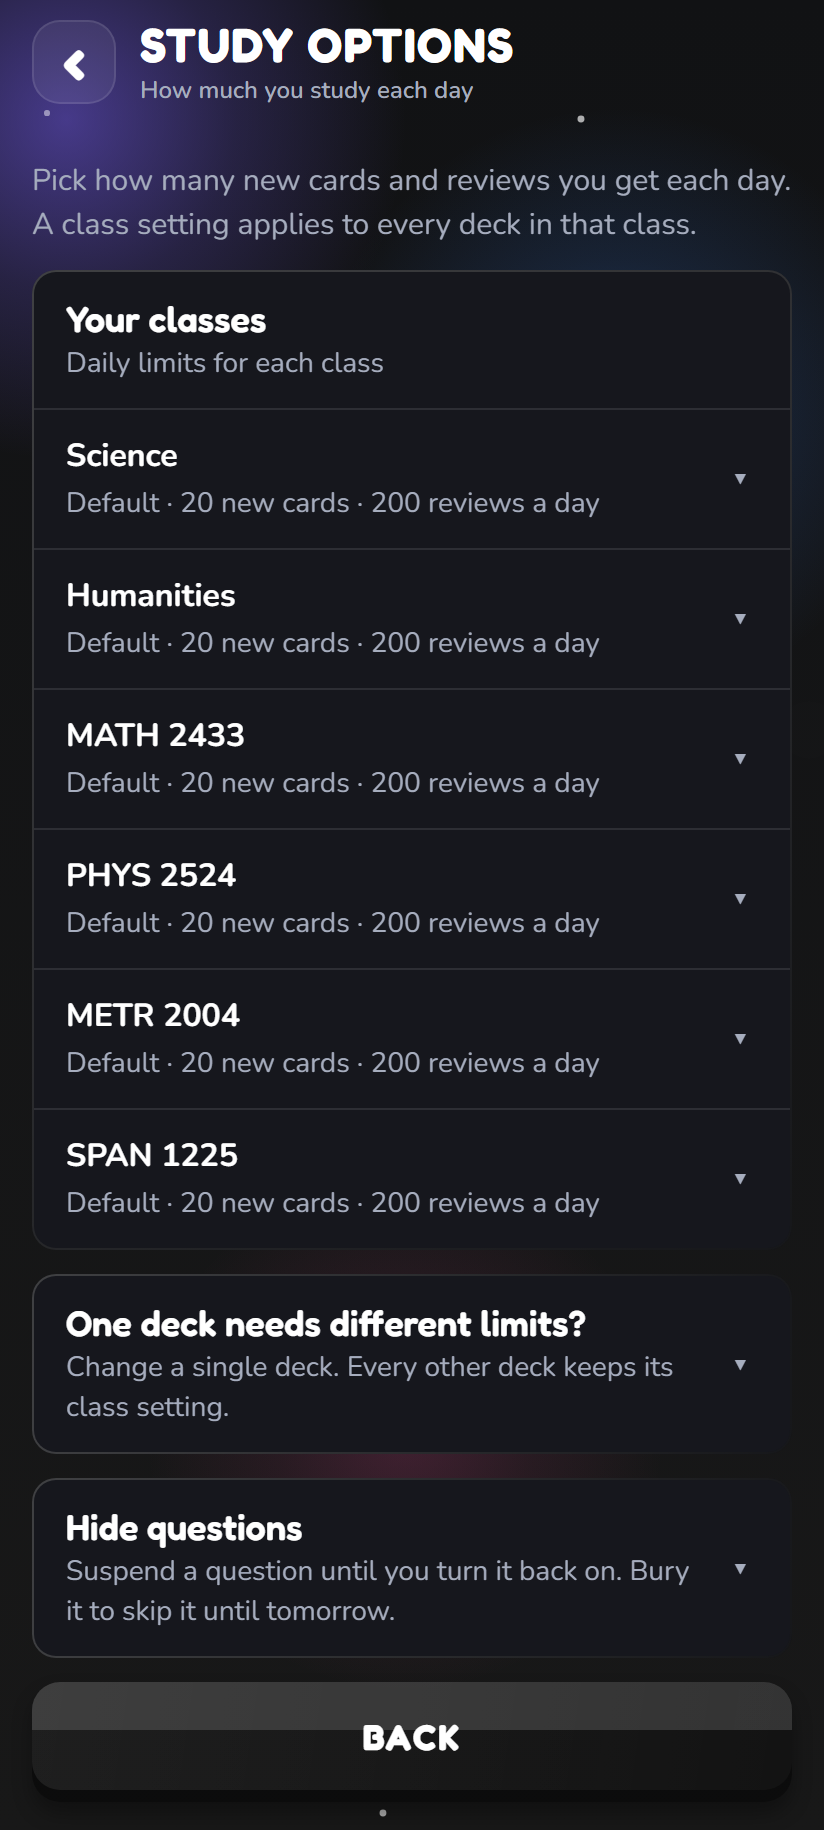 STUDY OPTIONS
How much you study each day
Pick how many new cards and reviews you get each day.
A class setting applies to every deck in that class.
Your classes
Daily limits for each class
Science
Default · 20 new cards · 200 reviews a day
▼
Humanities
Default · 20 new cards · 200 reviews a day
▼
MATH 2433
Default · 20 new cards · 200 reviews a day
▼
PHYS 2524
Default · 20 new cards · 200 reviews a day
▼
METR 2004
Default · 20 new cards · 200 reviews a day
▼
SPAN 1225
Default · 20 new cards · 200 reviews a day
▼
One deck needs different limits?
Change a single deck. Every other deck keeps its
class setting.
▼
Hide questions
Suspend a question until you turn it back on. Bury
it to skip it until tomorrow.
▼
BACK